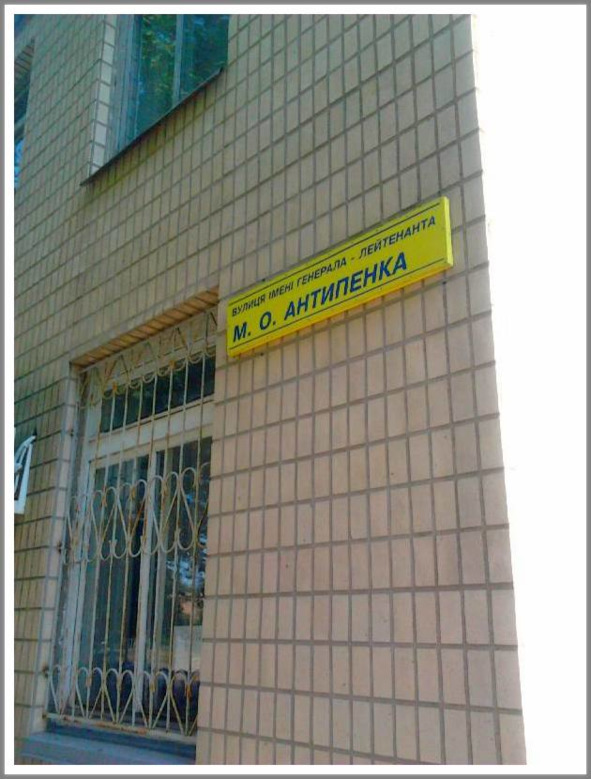 ВУЛИЦЯ ІМЕНІ ГЕНЕРАЛА - ЛЕЙТЕНАНТА
М. О. АНТИПЕНКА